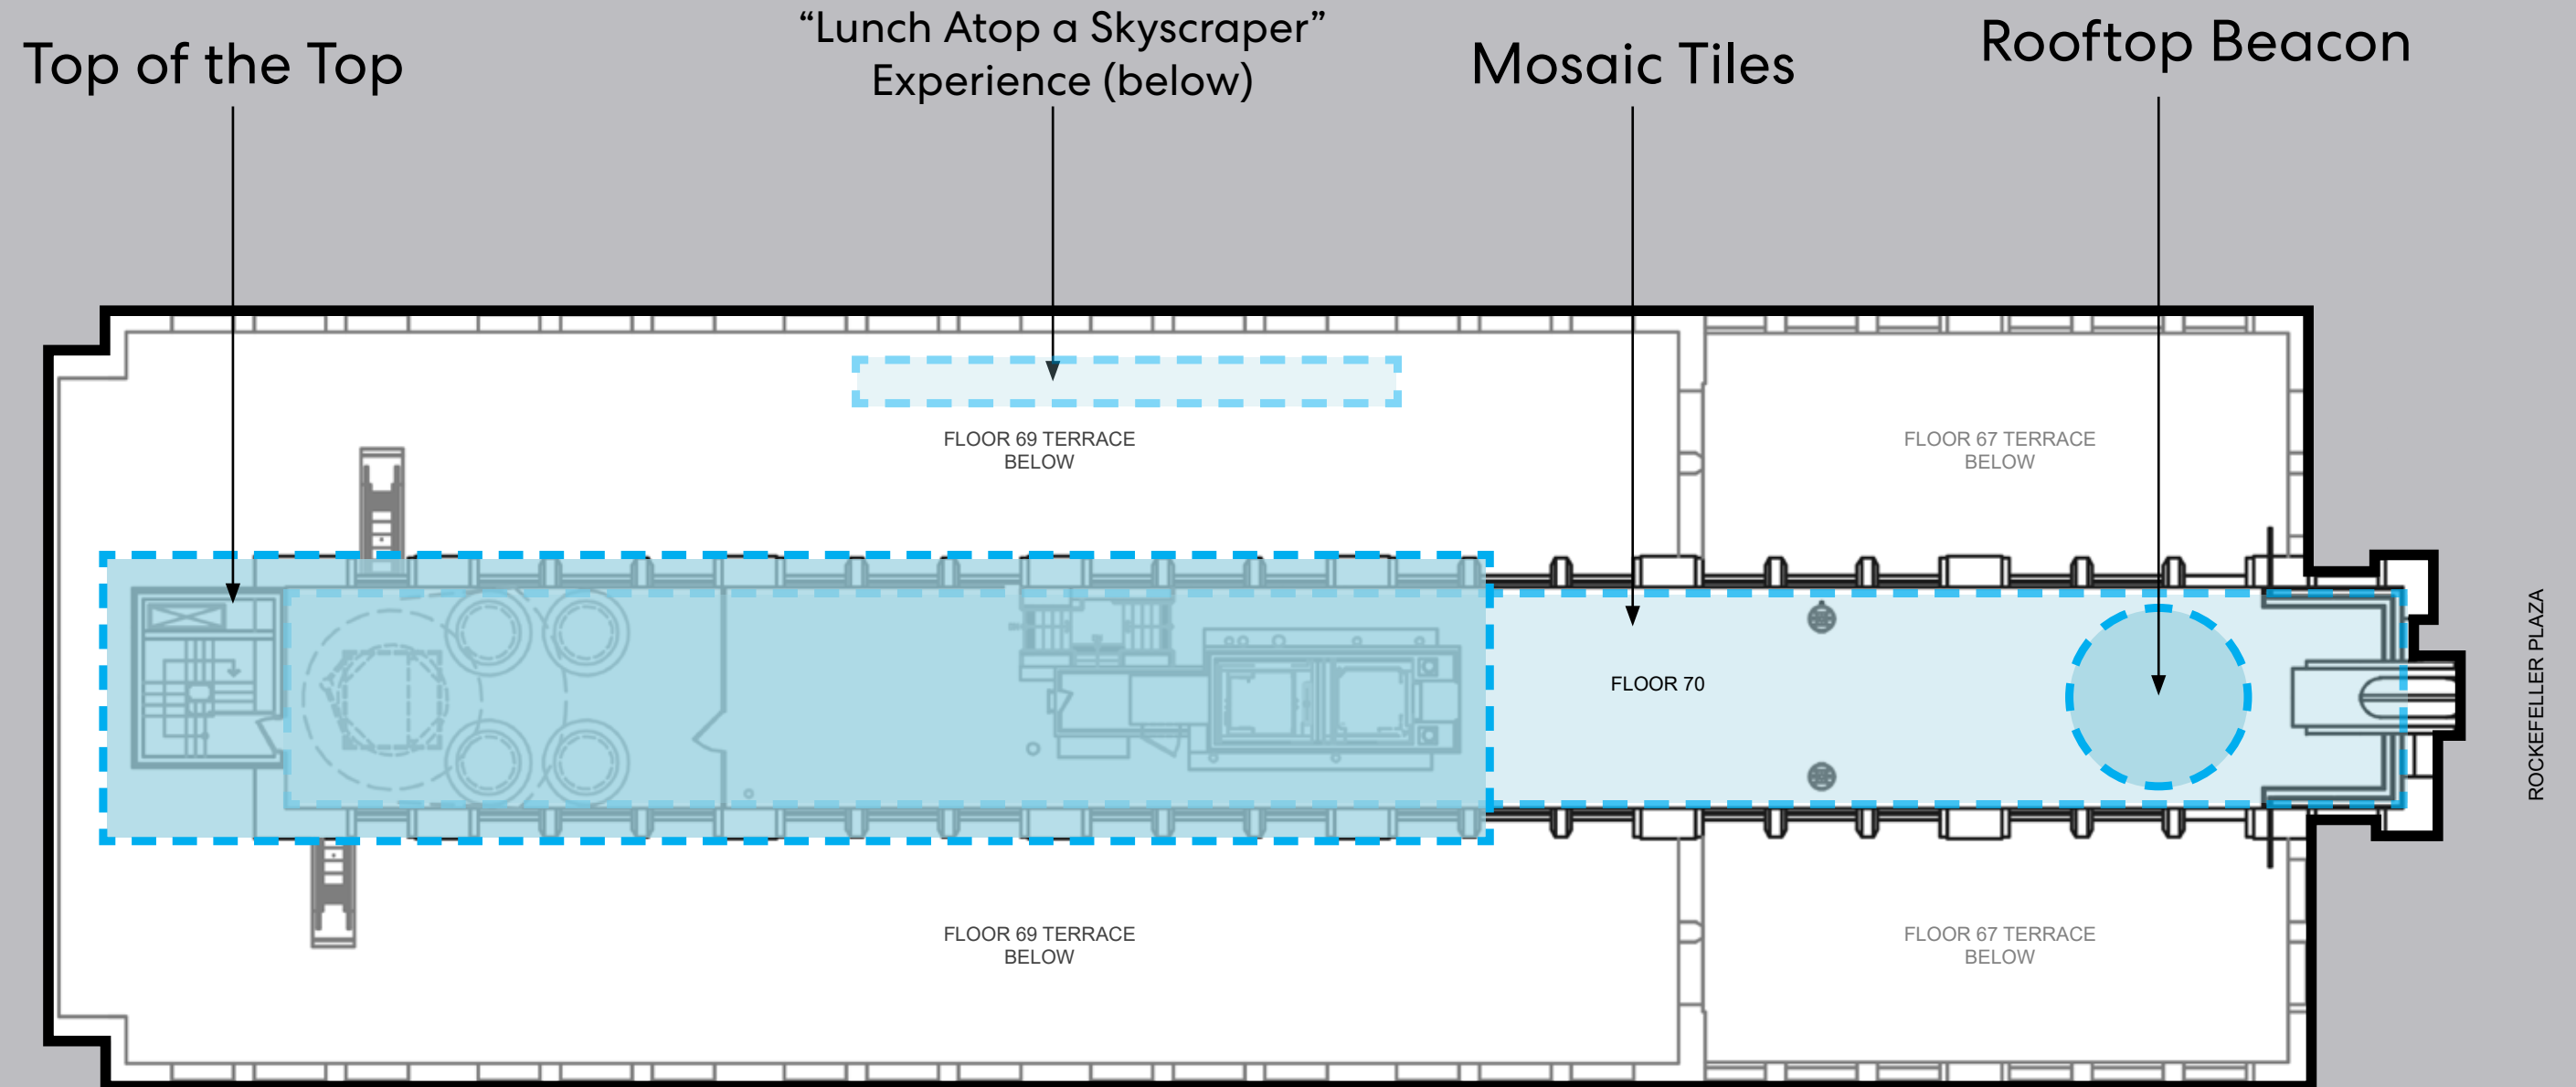 Top of the Top
“Lunch Atop a Skyscraper”
Experience (below)
Mosaic Tiles
Rooftop Beacon
FLOOR 69 TERRACE
BELOW
FLOOR 67 TERRACE
BELOW
FLOOR 70
ROCKEFELLER PLAZA
FLOOR 69 TERRACE
BELOW
FLOOR 67 TERRACE
BELOW